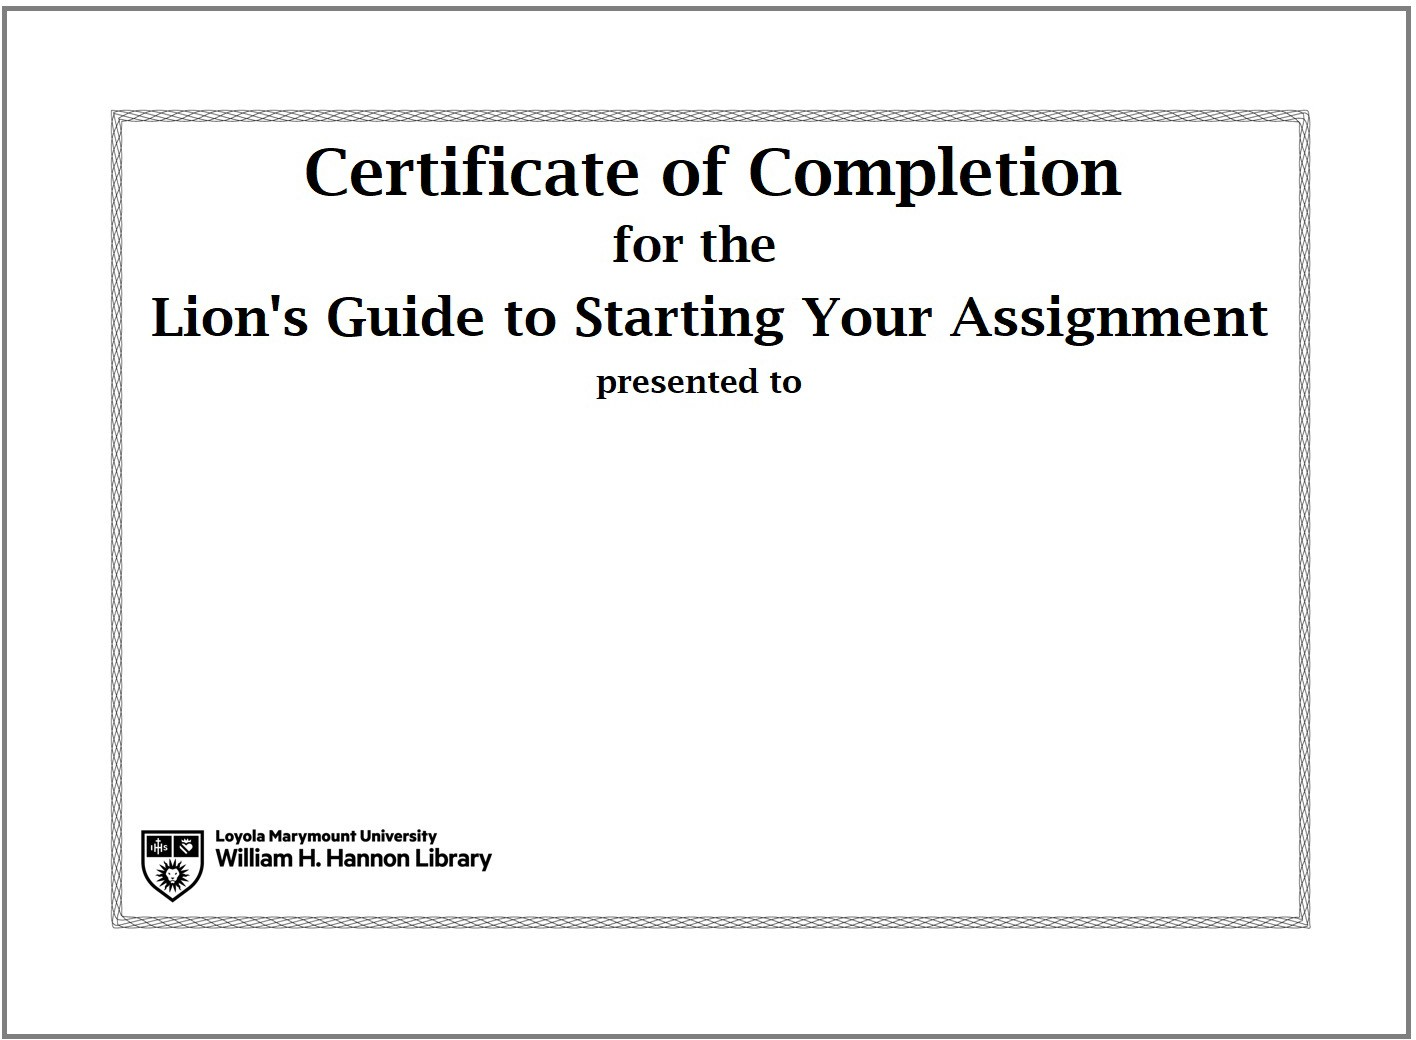 Certificate of Completion
for the
Lion's Guide to Starting Your Assignment
presented to
IHS
Loyola Marymount University
William H. Hannon Library